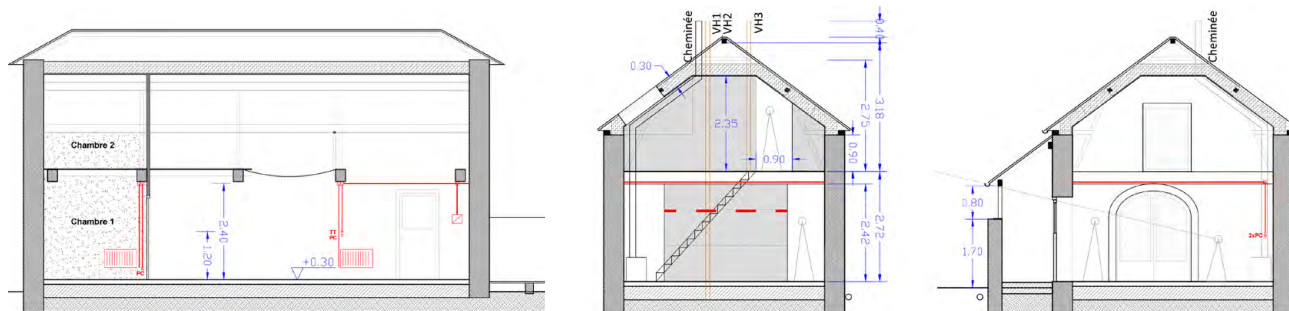 Chambre 2
Chambre 1
PC
1.20
2.40
+0.30
TT
PC
Cheminée
VH1
VH2
VH3
0.40
0.30
2.35
0.90
0.90
2.75
3.18
2.42
2.72
Cheminée
0.80
1.70
2xPC